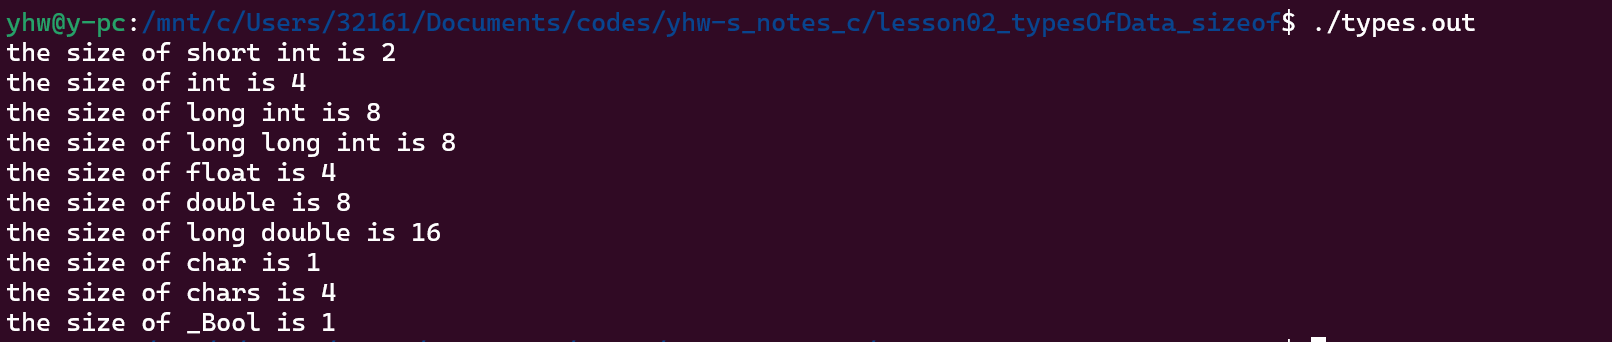 yhw@y-pc:/mnt/c/Users/32161/Documents/codes/yhw-s_notes_c/lesson02_typesOfData_sizeof$ ./types.out
the size of short int is 2
the size of int is 4
the size of long int is 8
the size of long long int is 8
the size of float is 4
the size of double is 8
the size of long double is 16
the size of char is 1
the size of chars is 4
the size of _Bool is 1